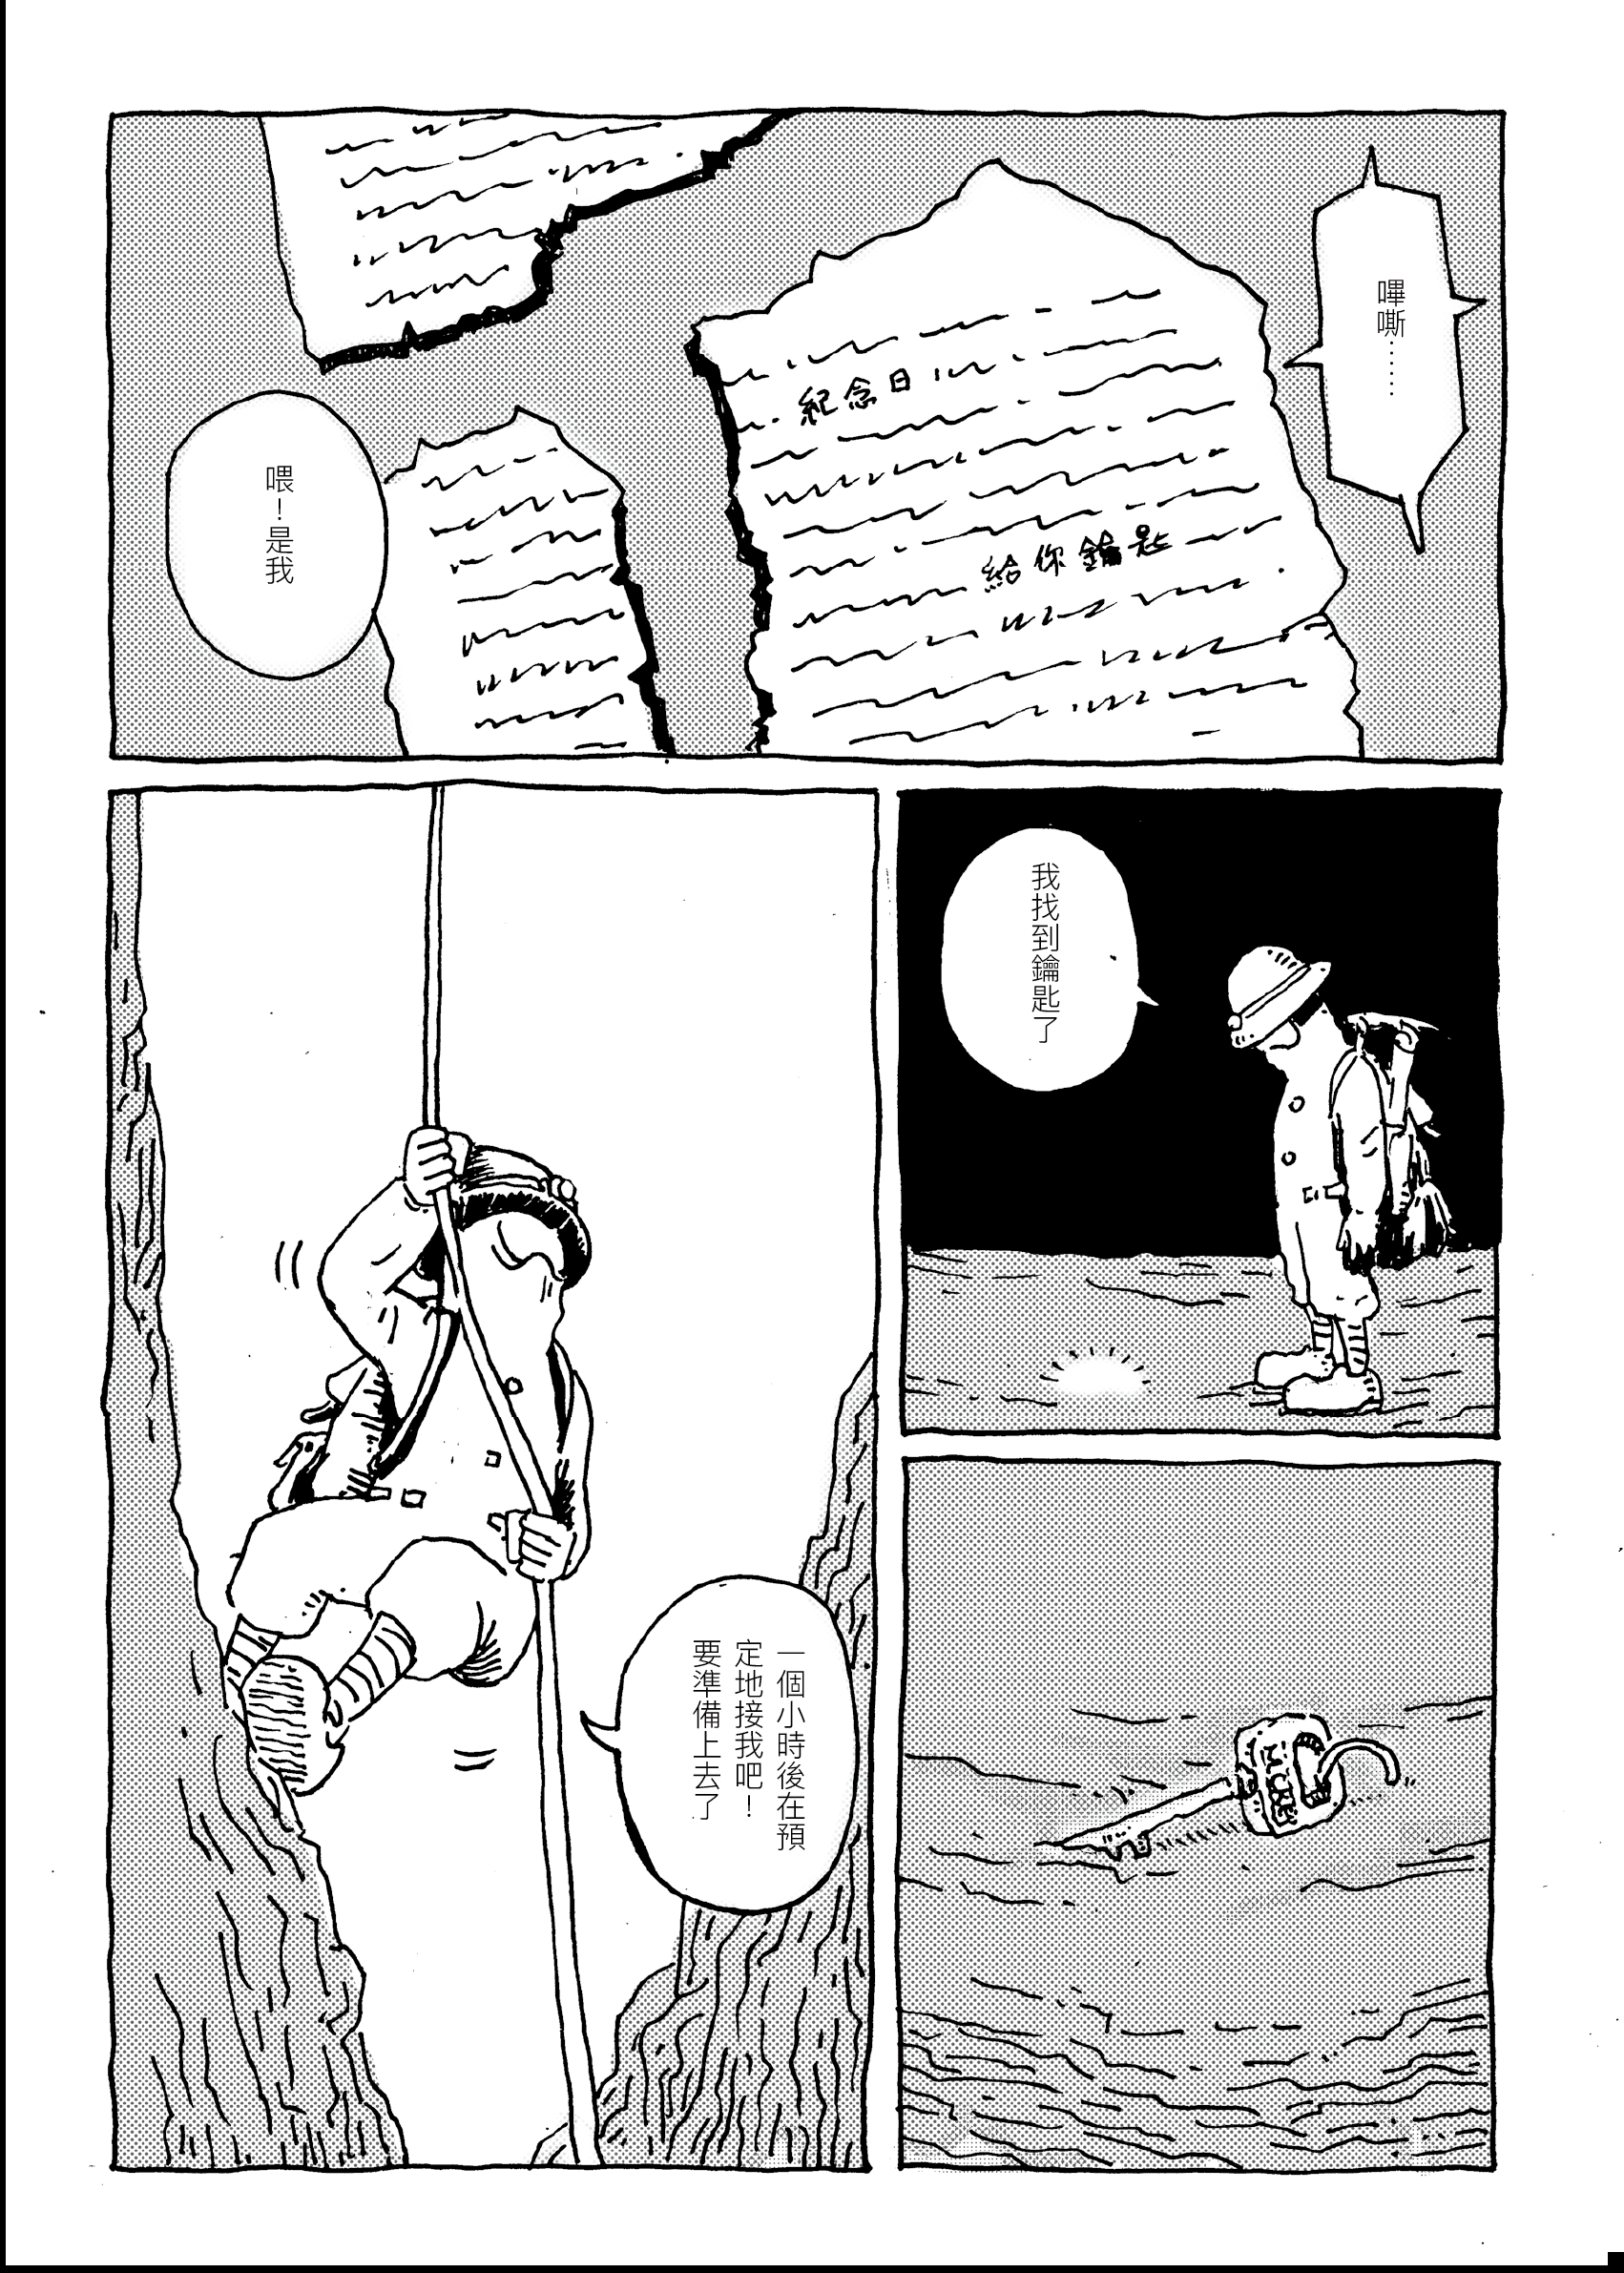 嗶嘶……
紀念日
給你鑰匙
喂！是我
我找到鑰匙了
一個小時後在預
定地接我吧！
要準備上去了